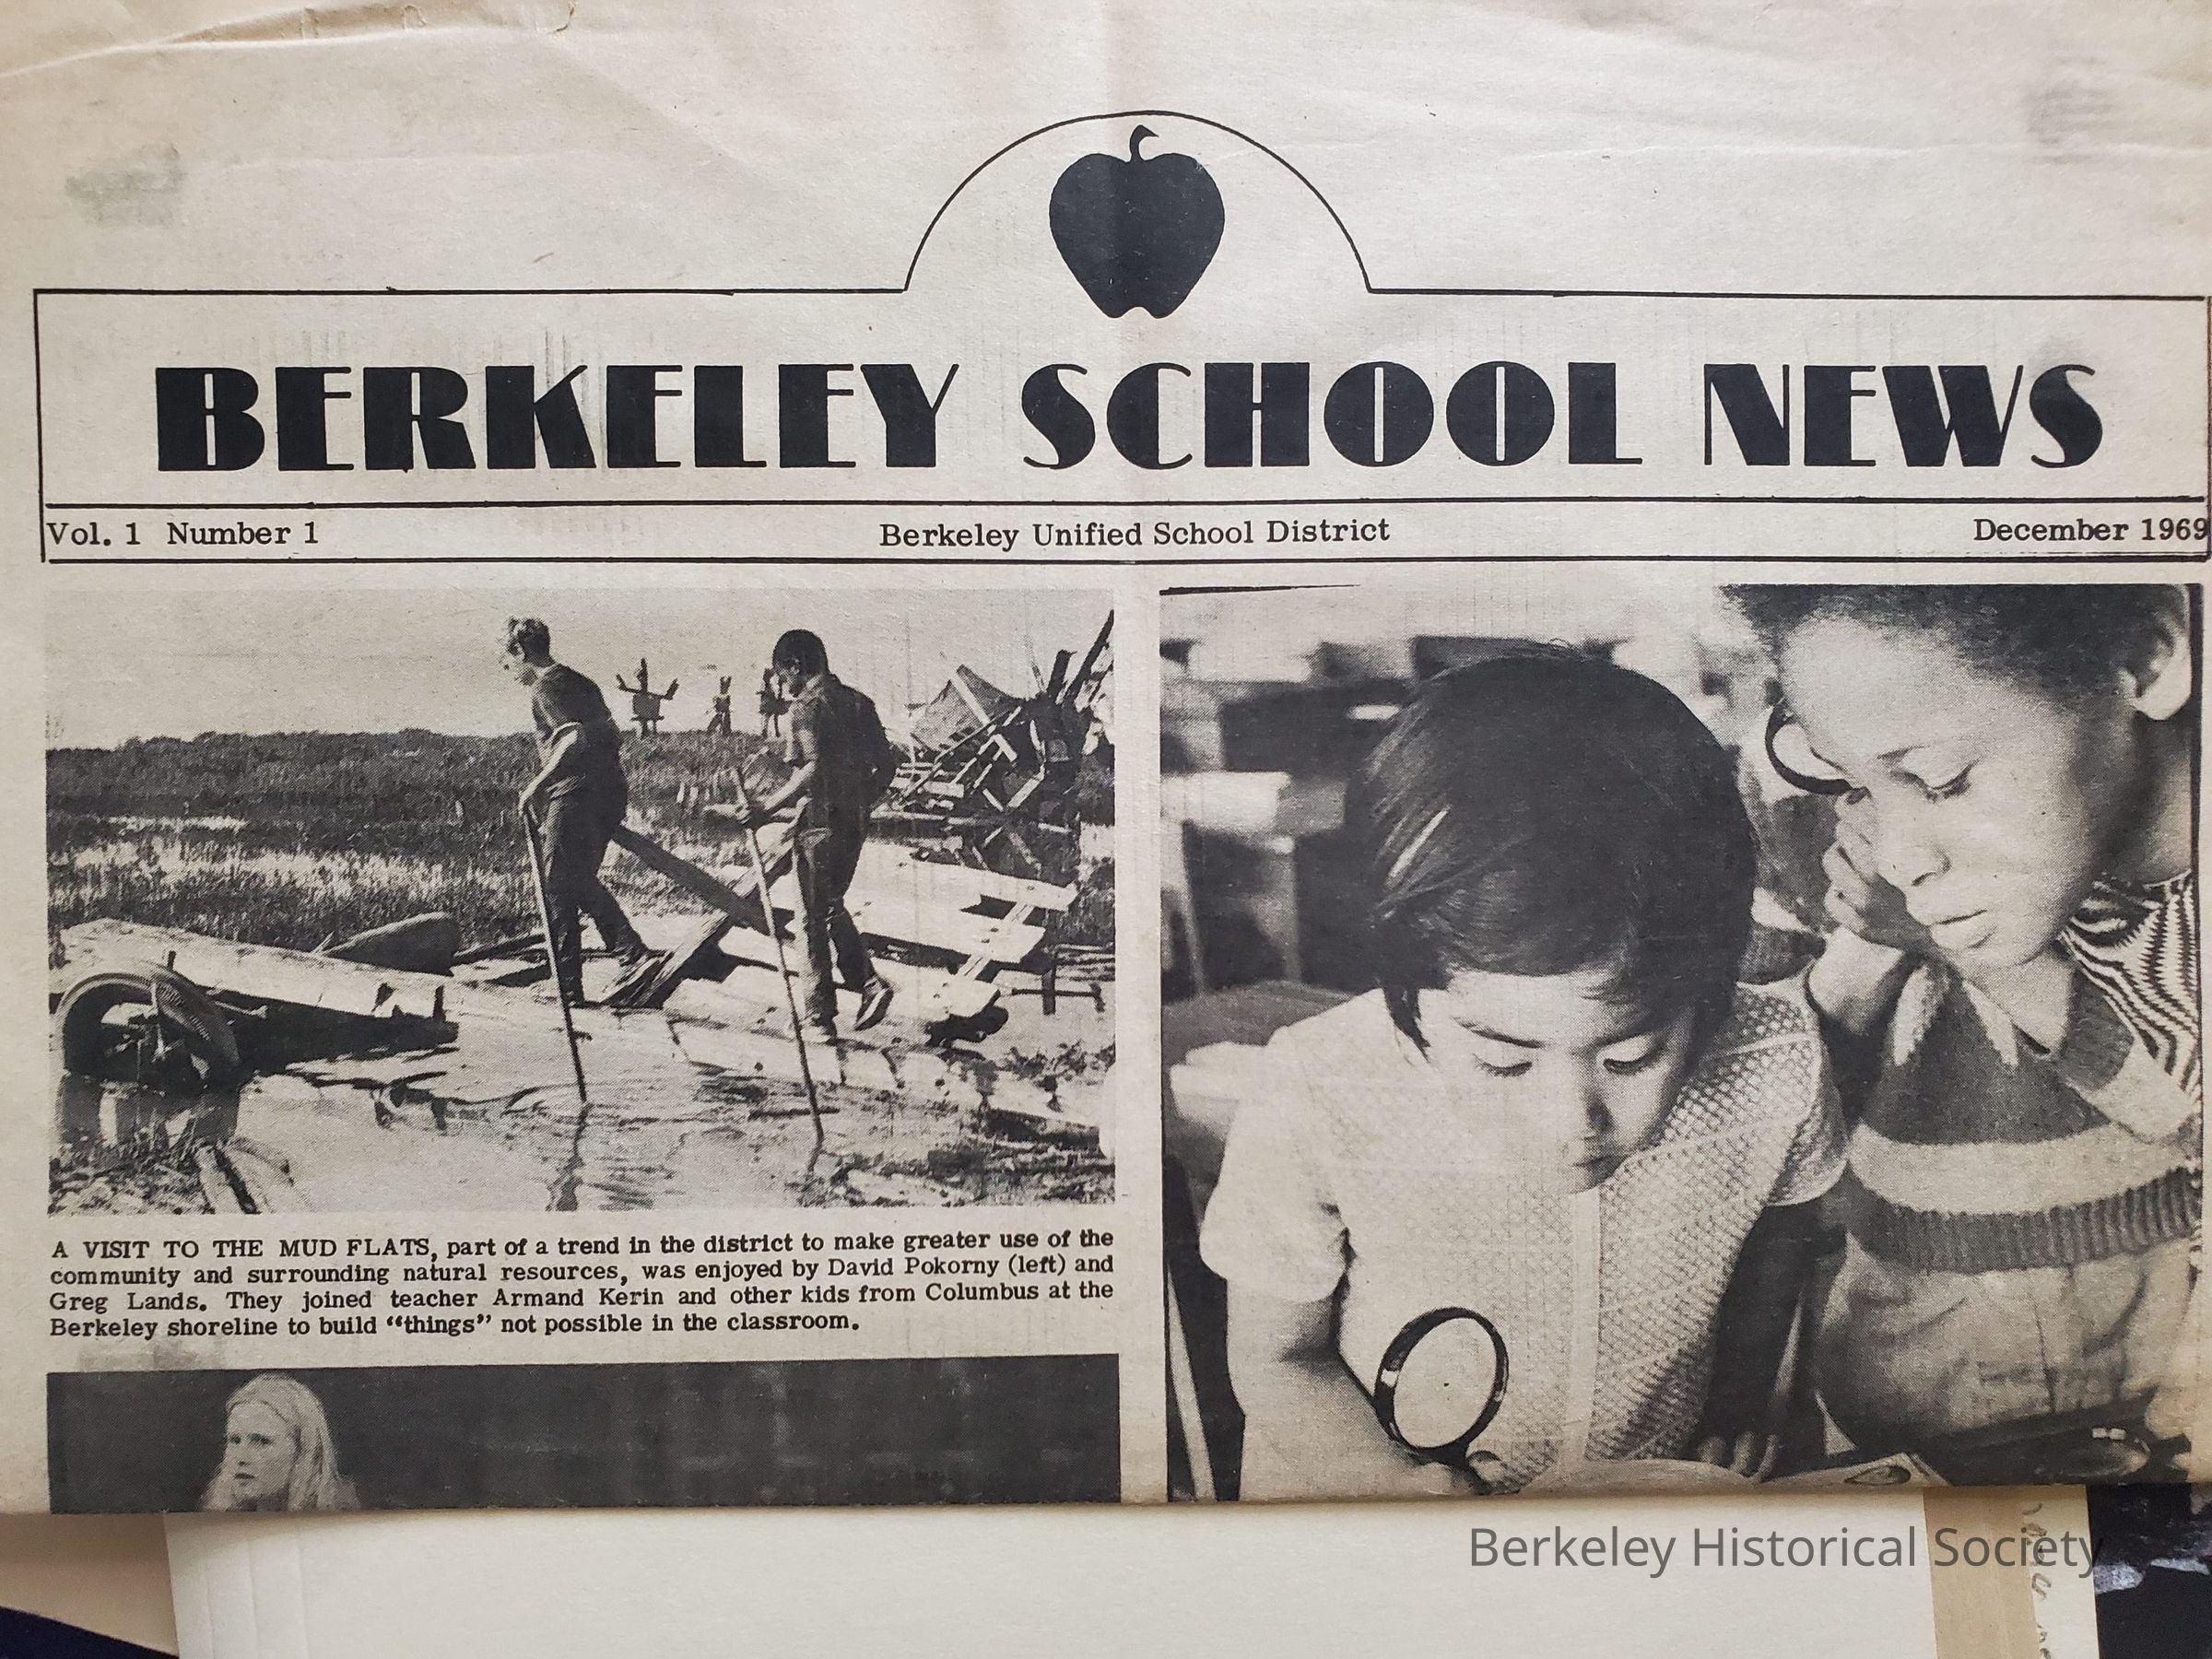 BERKELEY SCHOOL NEWS
Vol. 1 Number 1
Berkeley Unified School District
December 1969
A VISIT TO THE MUD FLATS, part of a trend in the district to make greater use of the
community and surrounding natural resources, was enjoyed by David Pokorny (left) and
Greg Lands. They joined teacher Armand Kerin and other kids from Columbus at the
Berkeley shoreline to build “things” not possible in the classroom.
Berkeley Historical Society